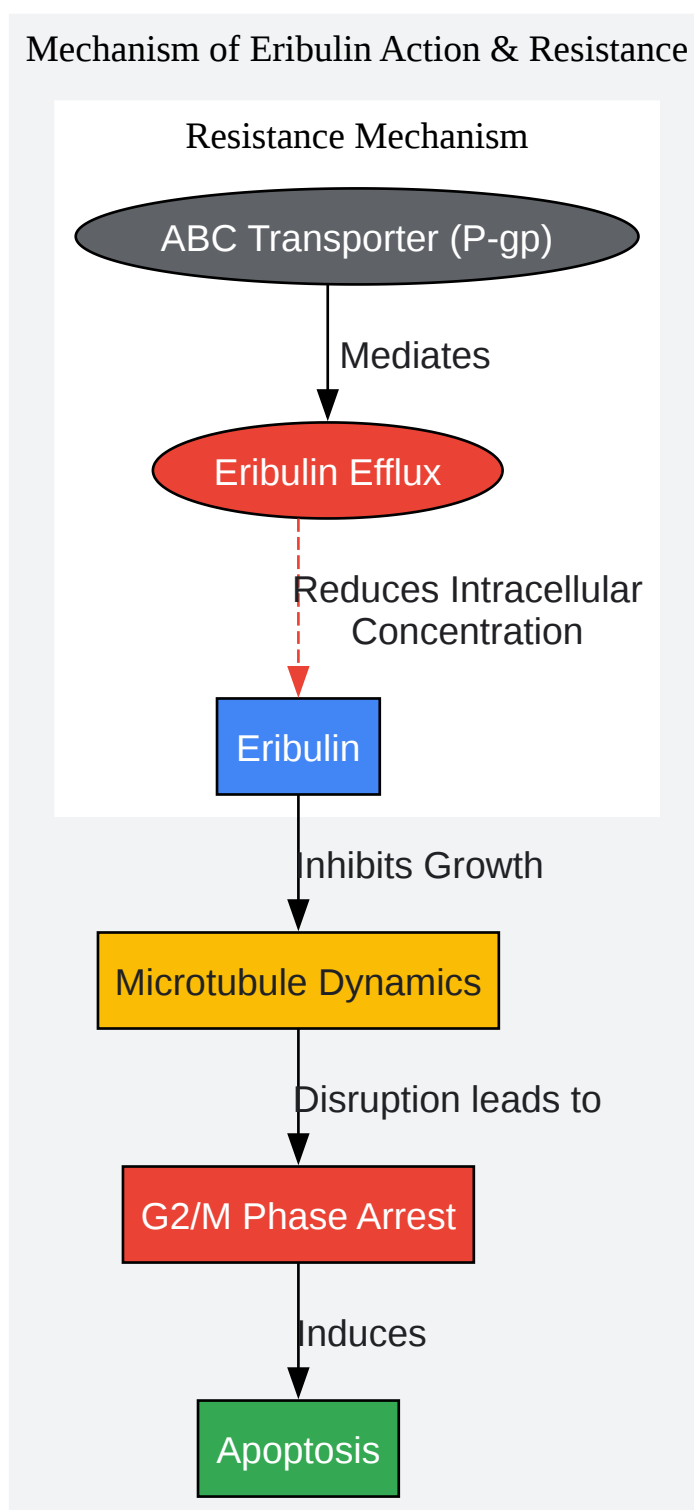 Mechanism of Eribulin Action & Resistance
Resistance Mechanism
ABC Transporter (P-gp)
Mediates
Eribulin Efflux
Reduces Intracellular
Concentration
Eribulin
Inhibits Growth
Microtubule Dynamics
Disruption leads to
G2/M Phase Arrest
Induces
Apoptosis